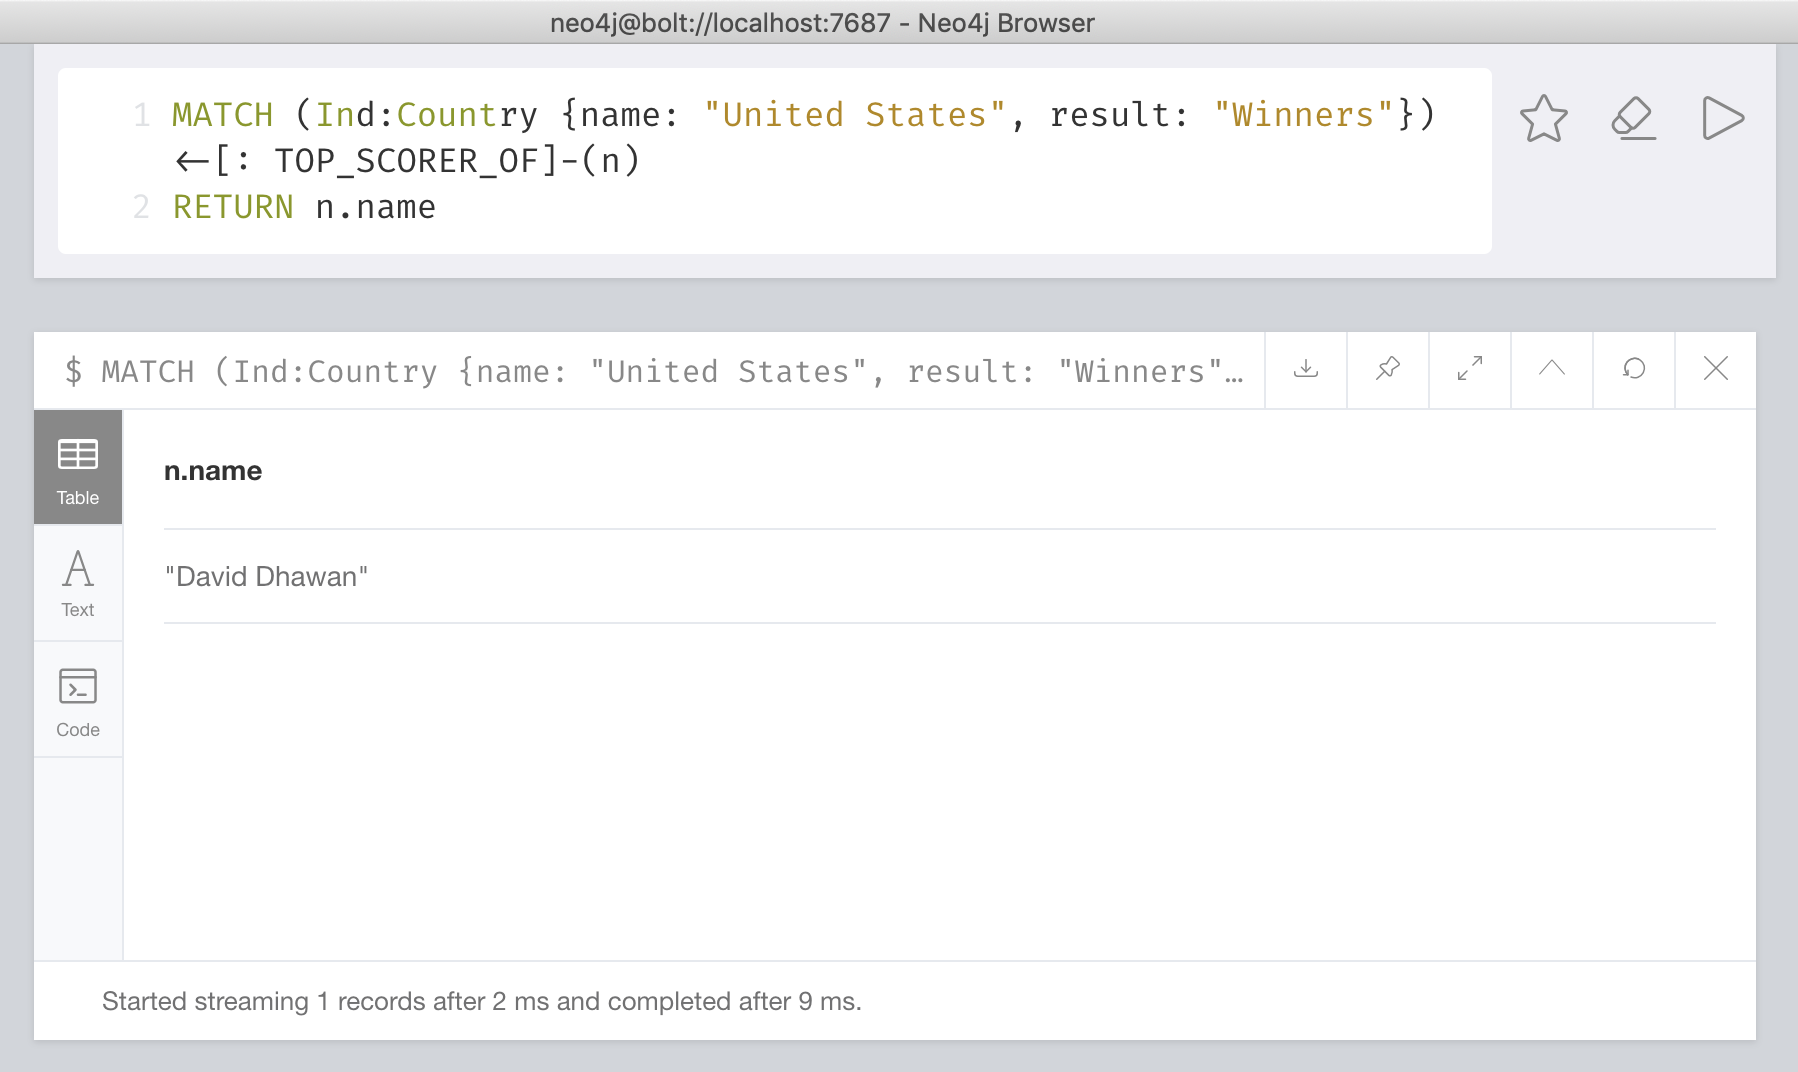 neo4j@bolt://localhost:7687 - Neo4j Browser
1 MATCH (Ind:Country {name: "United States", result: "Winners"})
<-[: TOP_SCORER_OF]-(n)
2 RETURN n.name
$ MATCH (Ind:Country {name: "United States", result: "Winners"…
Table
n.name
"David Dhawan"
Text
Code
Started streaming 1 records after 2 ms and completed after 9 ms.